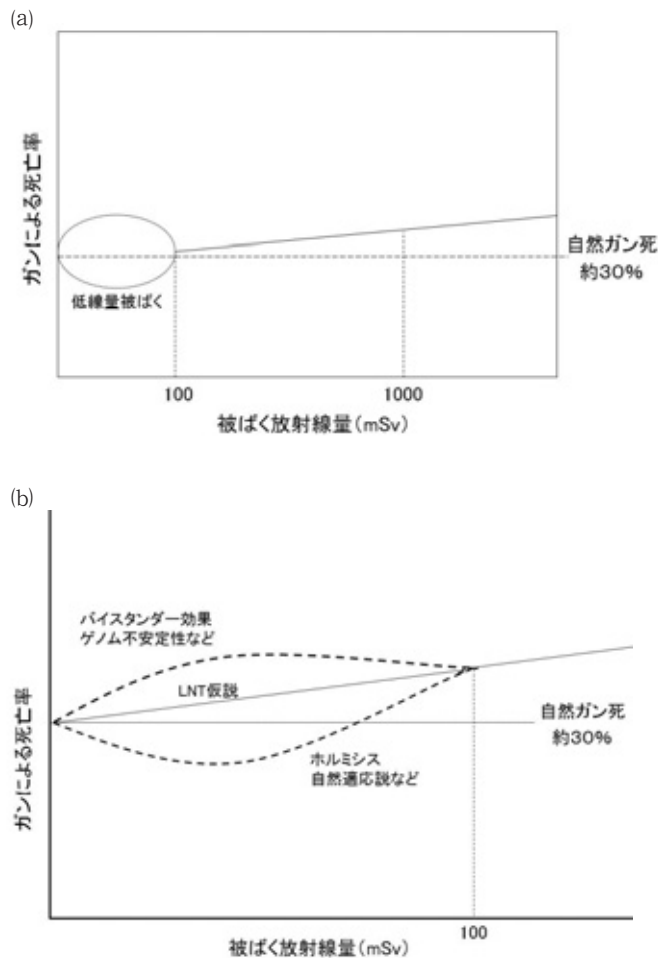 (a)
ガンによる死亡率
自然ガン死
約30%
低線量被ばく
100
1000
被ばく放射線量(mSv)
(b)
バイスタンダー効果
ゲノム不安定性など
LNT仮説
自然ガン死
約30%
ガンによる死亡率
ホルミシス
自然適応説など
100
被ばく放射線量(mSv)